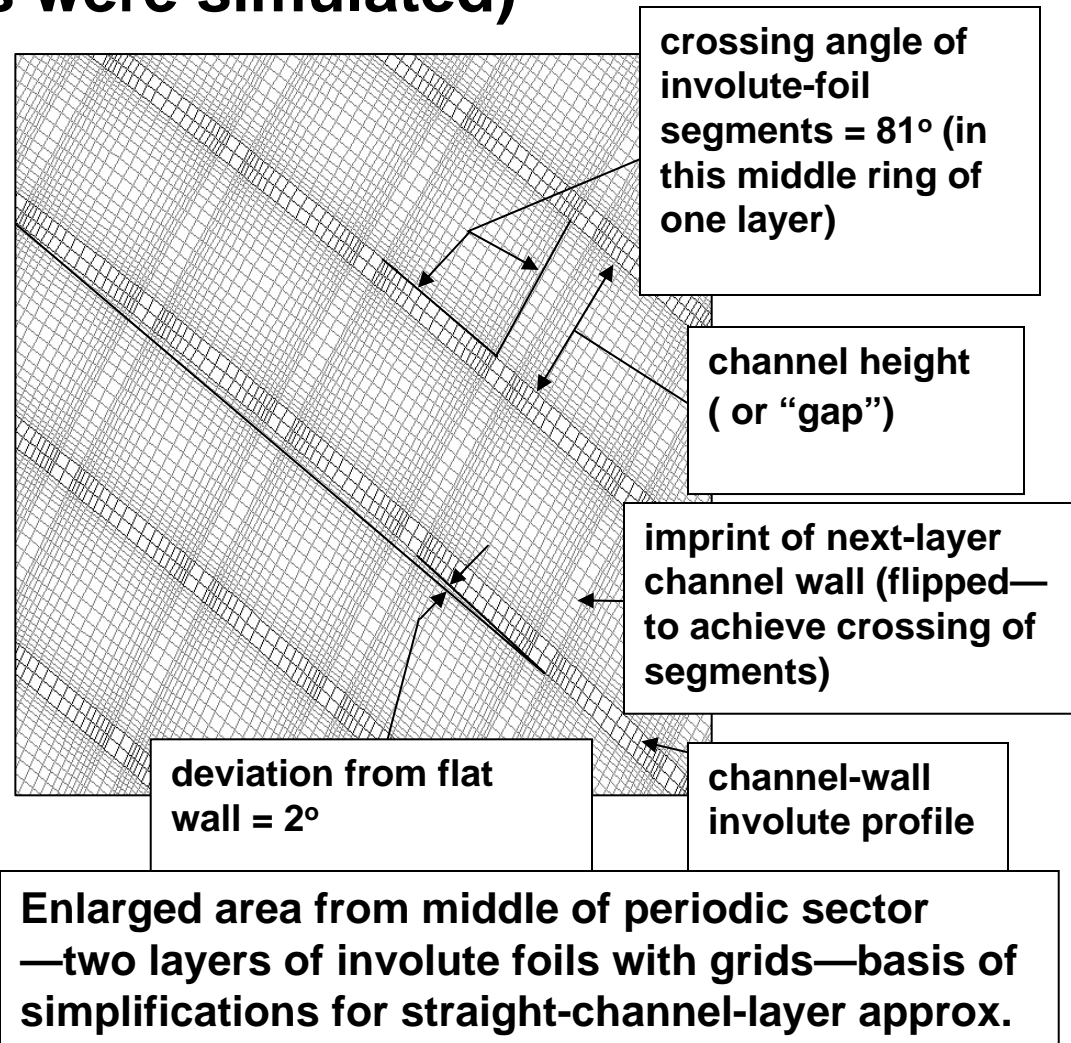 s were simulated)
crossing angle of
involute-foil
segments = 81º (in
this middle ring of
one layer)
channel height
( or “gap”)
imprint of next-layer
channel wall (flipped—
to achieve crossing of
segments)
deviation from flat
wall = 2º
channel-wall
involute profile
Enlarged area from middle of periodic sector
—two layers of involute foils with grids—basis of
simplifications for straight-channel-layer approx.